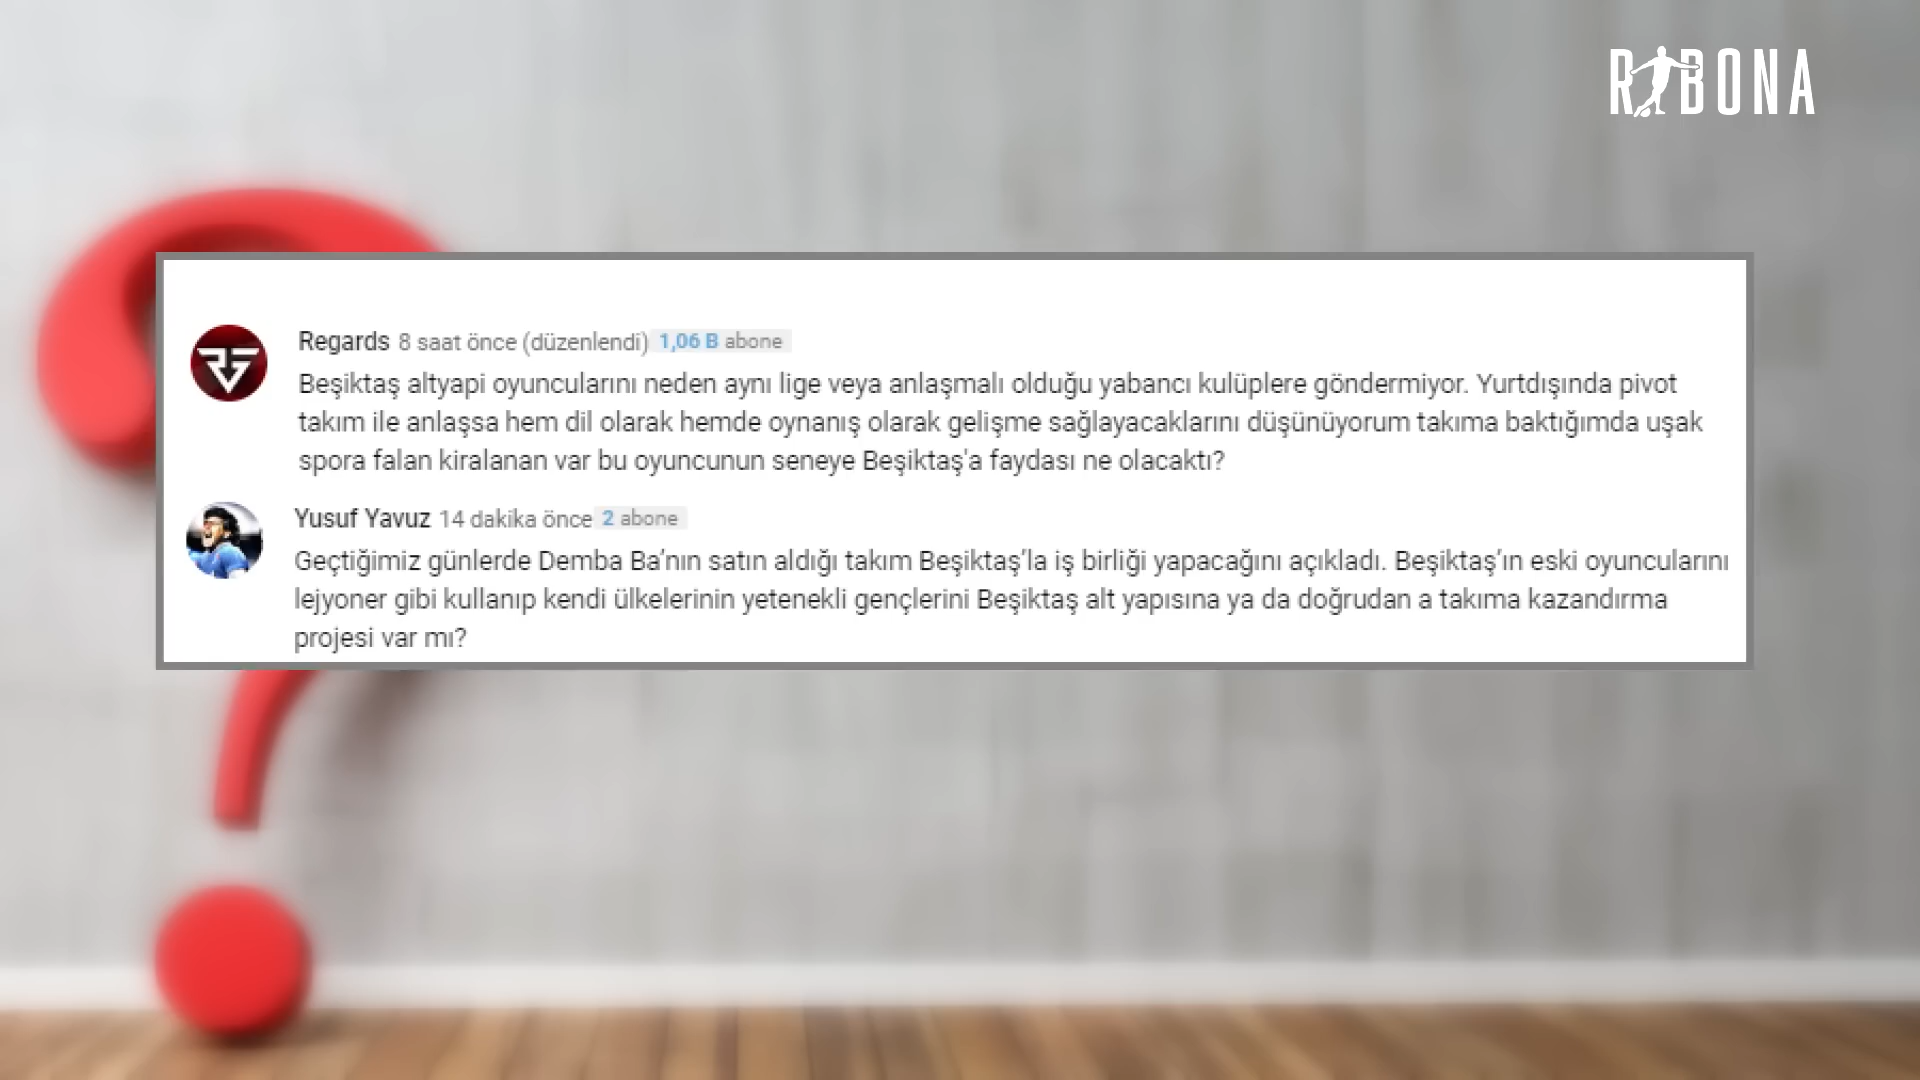 RABONA
Regards 8 saat önce (düzenlendi) 1,06 B abone
Beşiktaş altyapi oyuncularını neden aynı lige veya anlaşmalı olduğu yabancı kulüplere göndermiyor. Yurtdışında pivot
takım ile anlaşsa hem dil olarak hemde oynanış olarak gelişme sağlayacaklarını düşünüyorum takıma baktığımda uşak
spora falan kiralanan var bu oyuncunun seneye Beşiktaş'a faydası ne olacaktı?
Yusuf Yavuz 14 dakika önce 2 abone
Geçtiğimiz günlerde Demba Ba’nın satın aldığı takım Beşiktaş’la iş birliği yapacağını açıkladı. Beşiktaş’ın eski oyuncularını
lejyoner gibi kullanıp kendi ülkelerinin yetenekli gençlerini Beşiktaş alt yapısına ya da doğrudan a takıma kazandırma
projesi var mı?